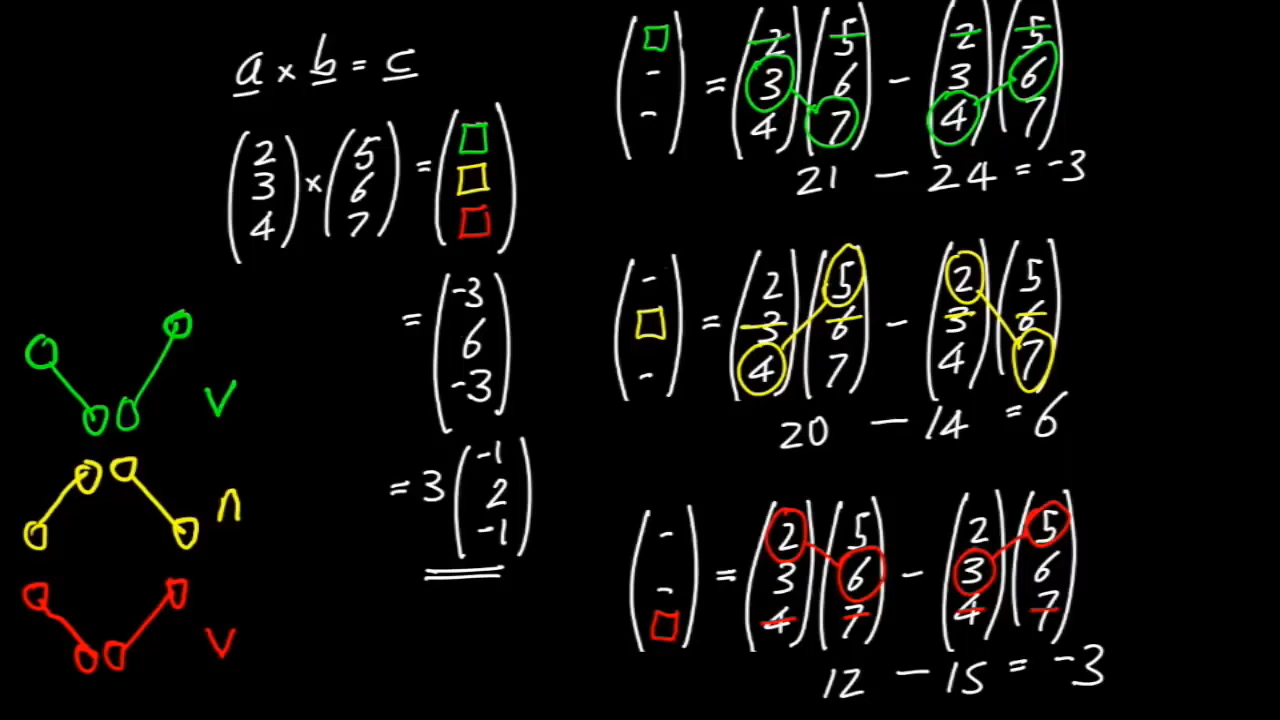 a × b = c
(2 3 4) × (5 6 7) = (□ □ □)
= (-3 6 -3)
= 3 (-1 2 -1)
v
n
v
(□ - -) = (2 3 4)(5 6 7) - (2 3 4)(5 6 7)
21 - 24 = -3
(- □ -) = (2 3 4)(5 6 7) - (2 3 4)(5 6 7)
20 - 14 = 6
(- - □) = (2 3 4)(5 6 7) - (2 3 4)(5 6 7)
12 - 15 = -3